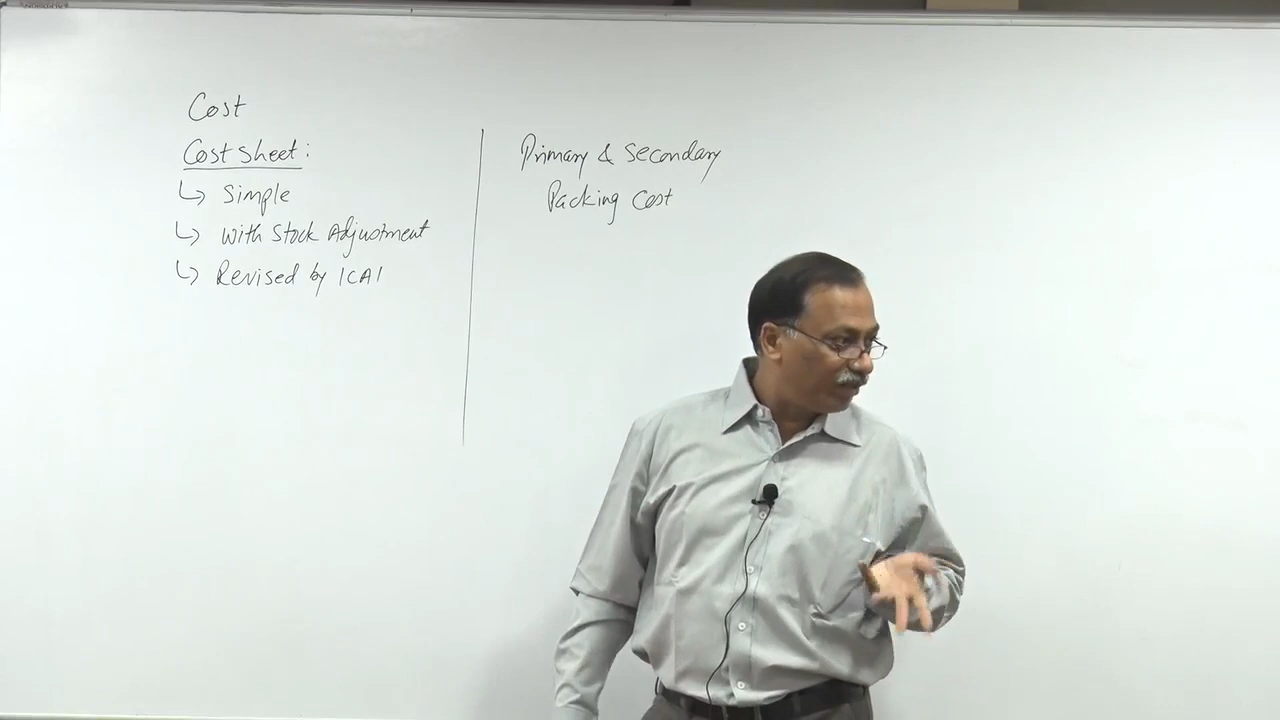 Cost
Cost sheet:
↳ Simple
↳ With Stock Adjustment
↳ Revised by ICAI
Primary & Secondary
Packing Cost